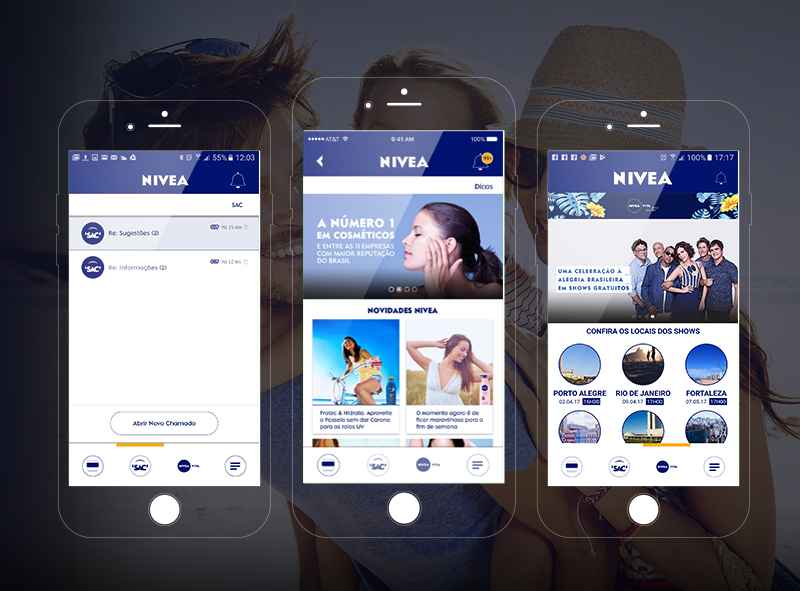 55% 12:03
NIVEA
SAC
SAC
Re: Sugestões (2)
Há 15 min
SAC
Re: Informações (2)
Há 12 hrs
Abrir Novo Chamado
SAC
NIVEA VIVA
AT&T 9:41 AM 100%
NIVEA
99+
Dicas
A NÚMERO 1
EM COSMÉTICOS
E ENTRE AS 11 EMPRESAS
COM MAIOR REPUTAÇÃO
DO BRASIL
NOVIDADES NIVEA
Protec & Hidrata. Aproveite
o Passeio sem dar Carona
para os raios UV
O Momento agora é de
ficar maravilhosa para o
fim de semana
SAC
NIVEA VIVA
100% 17:17
NIVEA
NIVEA VIVA
UMA CELEBRAÇÃO À
ALEGRIA BRASILEIRA
EM SHOWS GRATUITOS
CONFIRA OS LOCAIS DOS SHOWS
PORTO ALEGRE RIO DE JANEIRO FORTALEZA
02.04.17 16H00 09.04.17 17H00 07.05.17 17H00
SAC
NIVEA VIVA